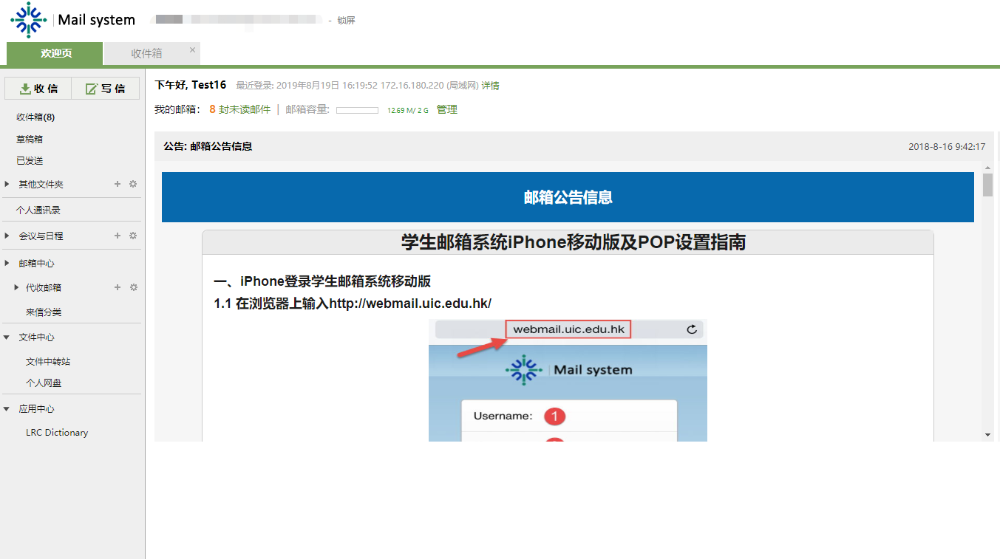 Mail system - 锁屏
欢迎页 收件箱 ×
收信 写信
收件箱(8)
草稿箱
已发送
其他文件夹
个人通讯录
会议与日程
邮箱中心
代收邮箱
来信分类
文件中心
文件中转站
个人网盘
应用中心
LRC Dictionary
下午好, Test16 最近登录: 2019年8月19日 16:19:52 172.16.180.220 (局域网) 详情
我的邮箱: 8 封未读邮件 | 邮箱容量: 12.69 M/ 2 G 管理
公告: 邮箱公告信息 2018-8-16 9:42:17
邮箱公告信息
学生邮箱系统iPhone移动版及POP设置指南
一、iPhone登录学生邮箱系统移动版
1.1 在浏览器上输入http://webmail.uic.edu.hk/
webmail.uic.edu.hk
Mail system
Username: 1